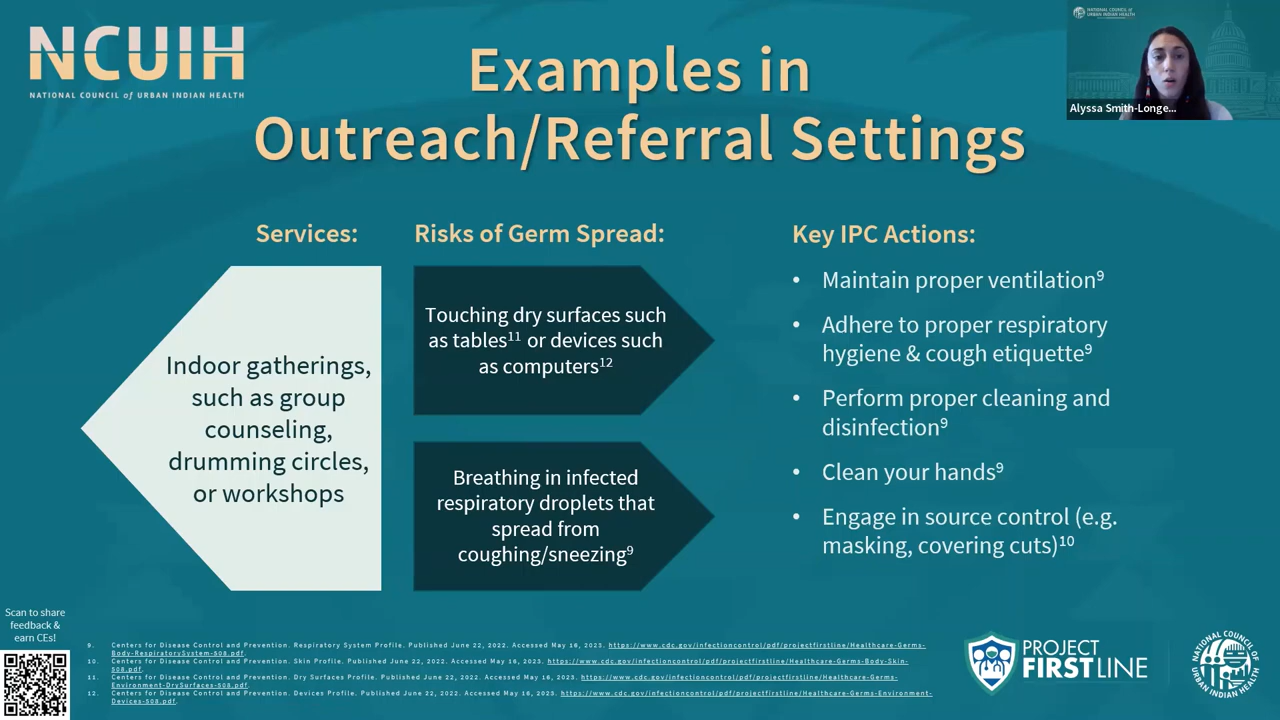 NCUIH
NATIONAL COUNCIL of URBAN INDIAN HEALTH
Examples in
Outreach/Referral Settings
NATIONAL COUNCIL of
URBAN INDIAN HEALTH
Alyssa Smith-Longe...
Services:
Indoor gatherings,
such as group
counseling,
drumming circles,
or workshops
Risks of Germ Spread:
Touching dry surfaces such
as tables11 or devices such
as computers12
Breathing in infected
respiratory droplets that
spread from
coughing/sneezing9
Key IPC Actions:
• Maintain proper ventilation9
• Adhere to proper respiratory
hygiene & cough etiquette9
• Perform proper cleaning and
disinfection9
• Clean your hands9
• Engage in source control (e.g.
masking, covering cuts)10
Scan to share
feedback &
earn CEs!
9. Centers for Disease Control and Prevention. Respiratory System Profile. Published June 22, 2022. Accessed May 16, 2023. https://www.cdc.gov/infectioncontrol/pdf/projectfirstline/Healthcare-Germs-
Body-RespiratorySystem-508.pdf.
10. Centers for Disease Control and Prevention. Skin Profile. Published June 22, 2022. Accessed May 16, 2023. https://www.cdc.gov/infectioncontrol/pdf/projectfirstline/Healthcare-Germs-Body-Skin-
508.pdf.
11. Centers for Disease Control and Prevention. Dry Surfaces Profile. Published June 22, 2022. Accessed May 16, 2023. https://www.cdc.gov/infectioncontrol/pdf/projectfirstline/Healthcare-Germs-
Environment-DrySurfaces-508.pdf.
12. Centers for Disease Control and Prevention. Devices Profile. Published June 22, 2022. Accessed May 16, 2023. https://www.cdc.gov/infectioncontrol/pdf/projectfirstline/Healthcare-Germs-Environment-
Devices-508.pdf.
PROJECT
FIRSTLINE
NATIONAL COUNCIL OF
URBAN INDIAN HEALTH